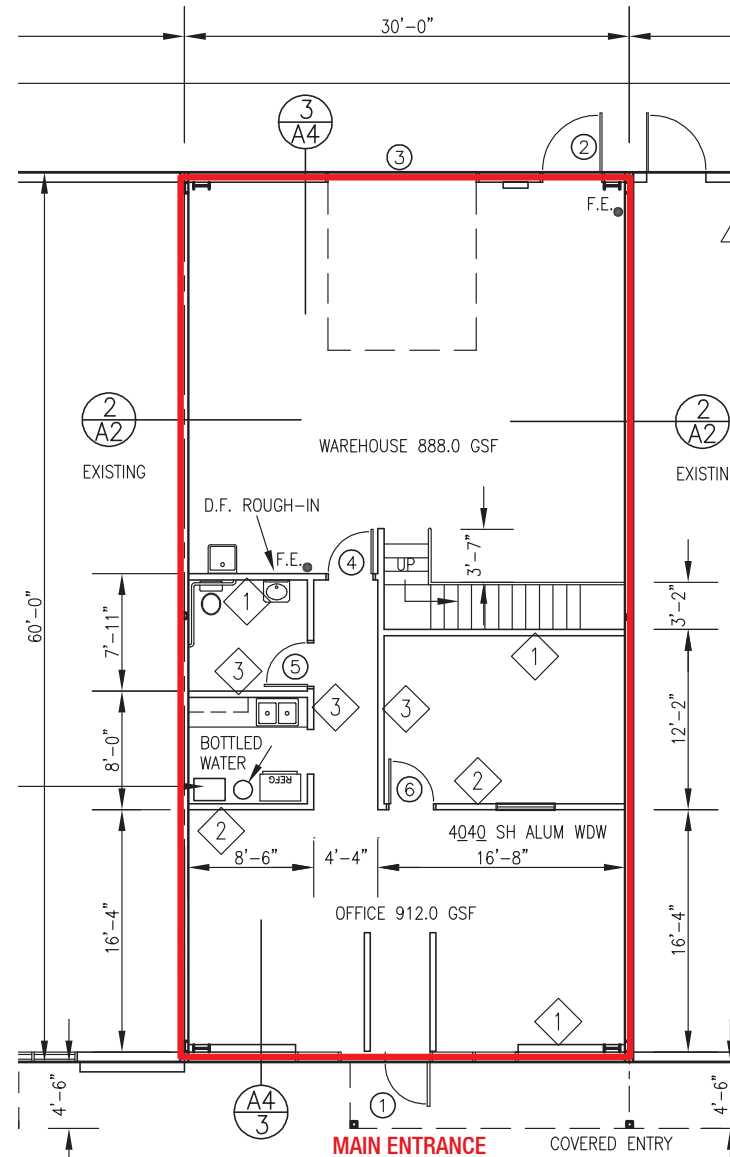 30'-0"
3
A4
3
2
F.E.
2
A2
2
A2
WAREHOUSE 888.0 GSF
EXISTING
EXISTIN
D.F. ROUGH-IN
F.E.
4
UP
3'-7"
60'-0"
7'-11"
1
3'-2"
3
5
3
3
1
12'-2"
8'-0"
BOTTLED
WATER
REFG
6
2
2
4040 SH ALUM WDW
8'-6"
4'-4"
16'-8"
OFFICE 912.0 GSF
16'-4"
16'-4"
1
4'-6"
A4
3
1
4'-6"
MAIN ENTRANCE
COVERED ENTRY